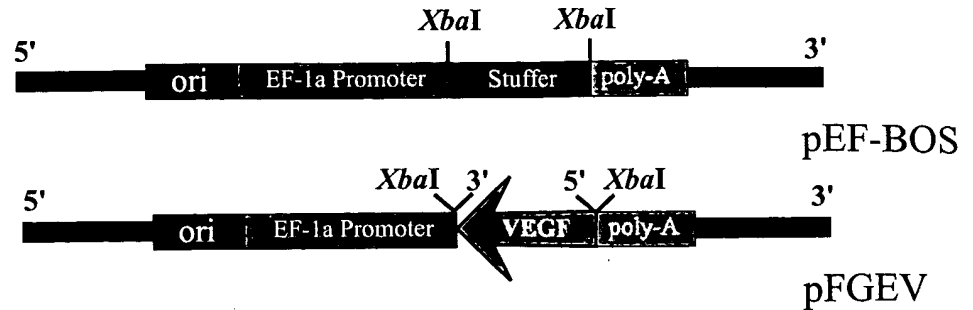 XbaI XbaI
5' 3'
ori EF-1a Promoter Stuffer poly-A
pEF-BOS
XbaI 3' 5' XbaI
5' 3'
ori EF-1a Promoter VEGF poly-A
pFGEV